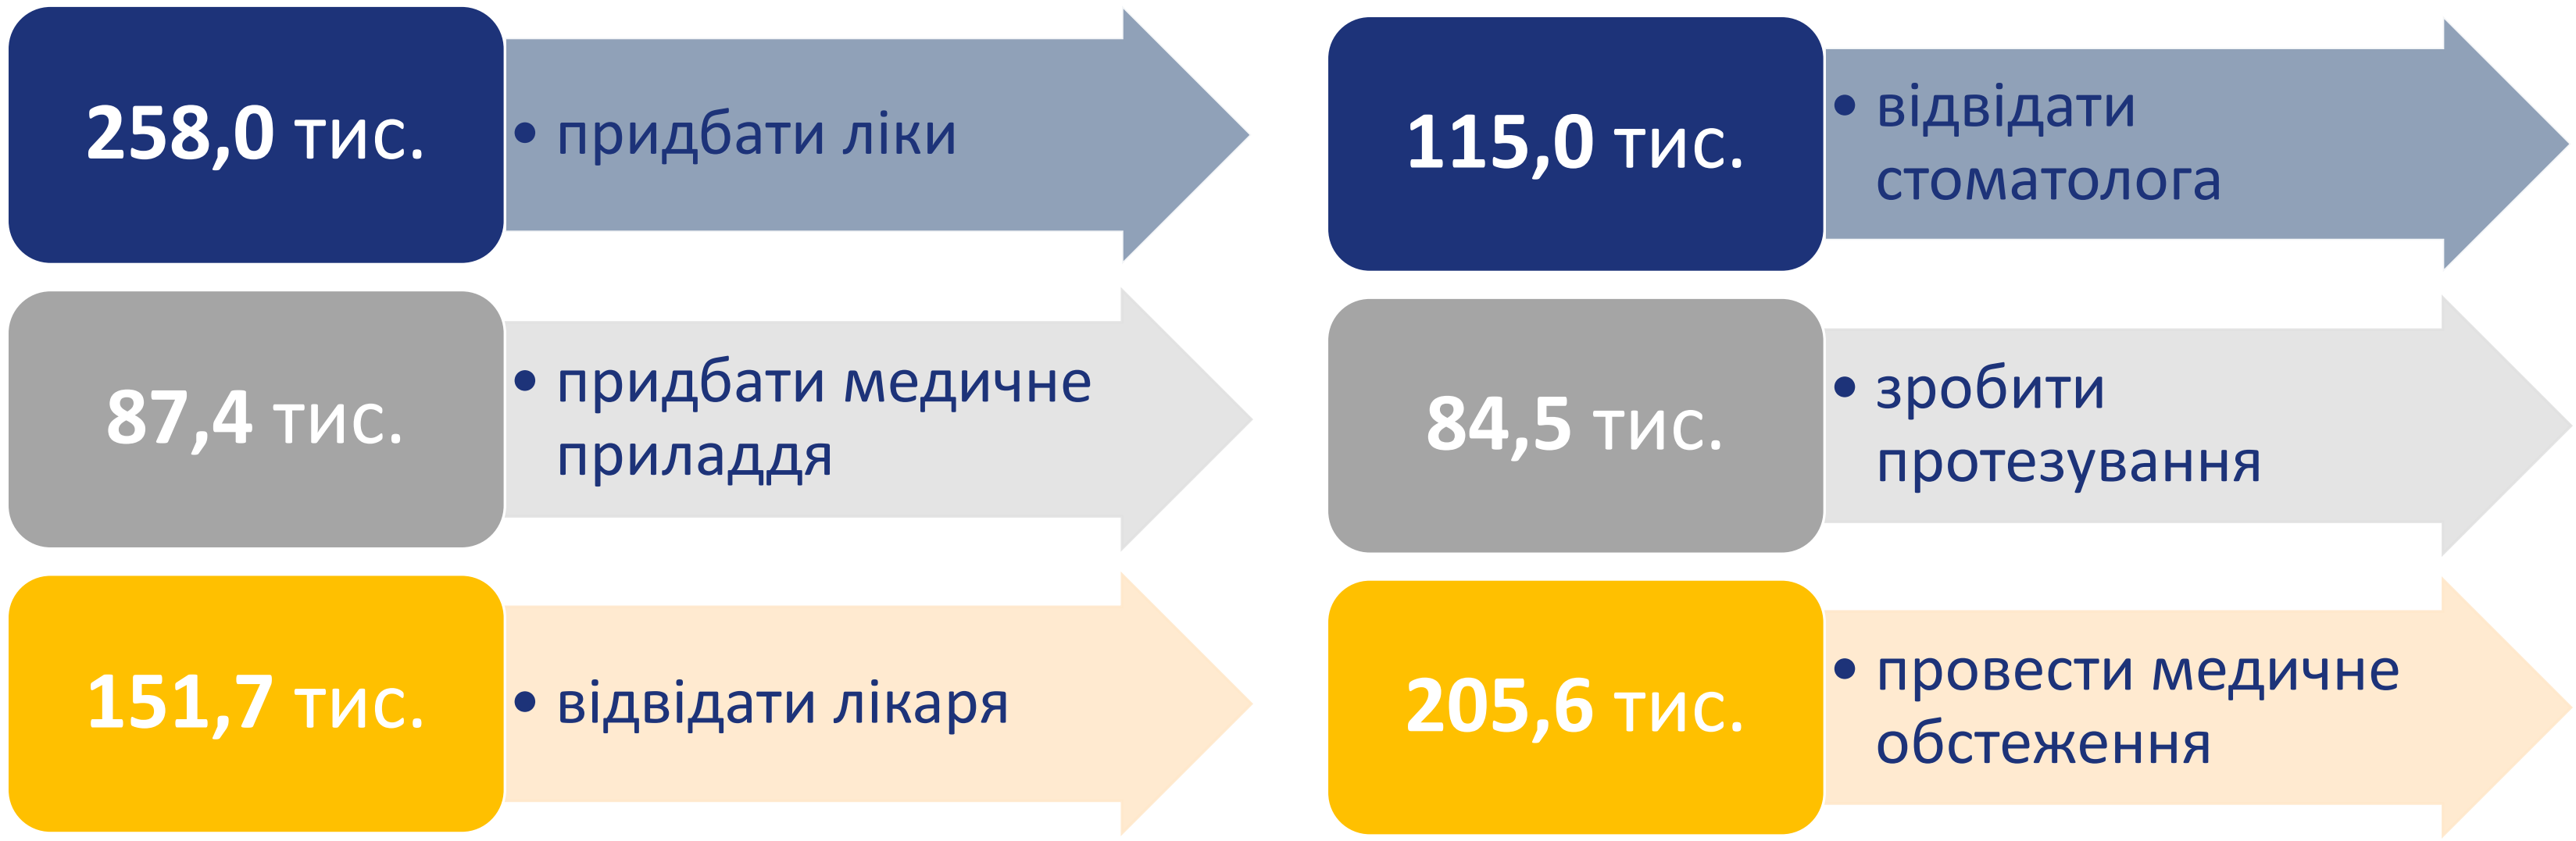 258,0 тис.
• придбати ліки
87,4 тис.
• придбати медичне
приладдя
151,7 тис.
• відвідати лікаря
115,0 тис.
• відвідати
стоматолога
84,5 тис.
• зробити
протезування
205,6 тис.
• провести медичне
обстеження